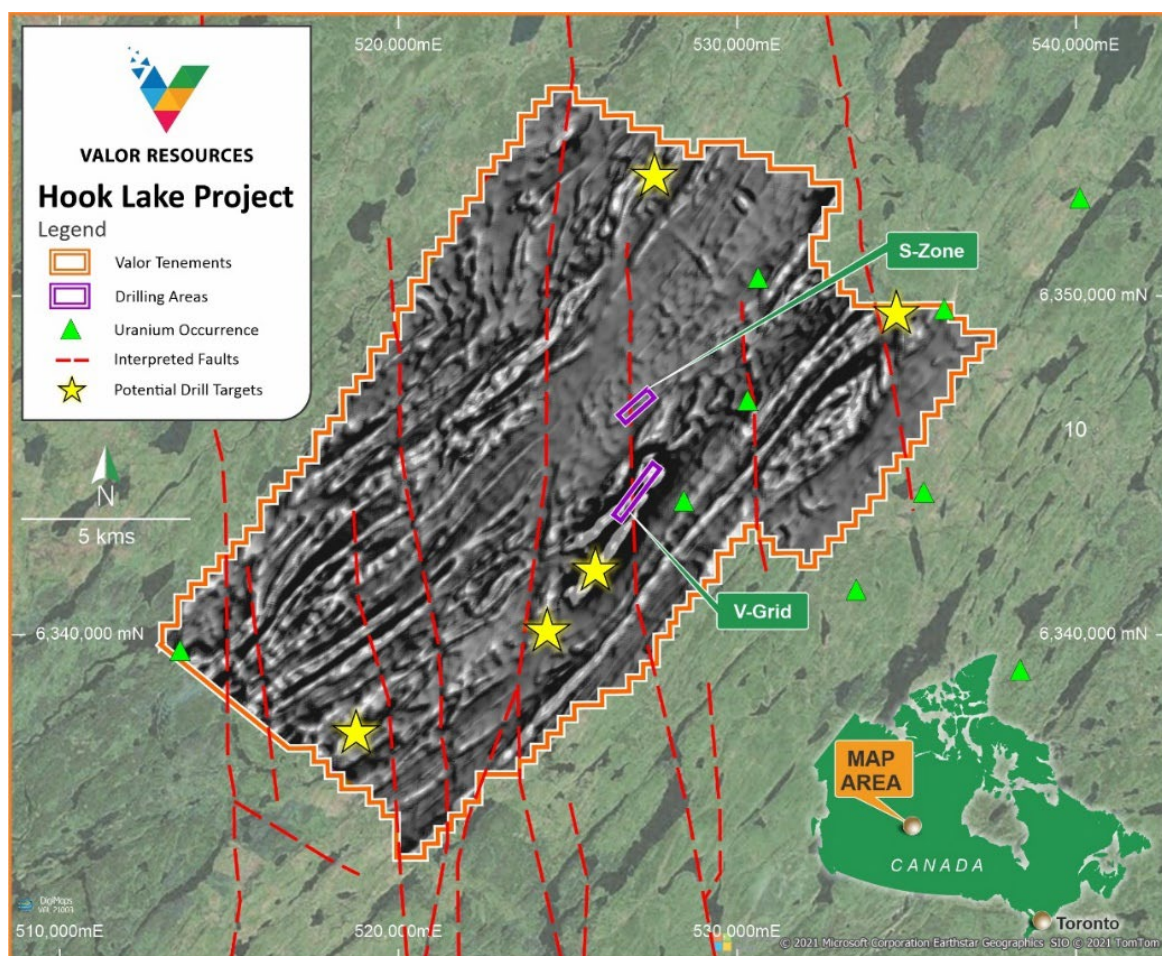 520,000mE
530,000mE
540,000mE
VALOR RESOURCES
Hook Lake Project
Legend
Valor Tenements
Drilling Areas
Uranium Occurrence
Interpreted Faults
Potential Drill Targets
S-Zone
6,350,000 mN
10
N
5 kms
V-Grid
6,340,000 mN
6,340,000 mN
MAP
AREA
CANADA
Toronto
DigiMaps
VAL_21003
510,000mE
520,000mE
530,000mE
© 2021 Microsoft Corporation Earthstar Geographics SIO © 2021 TomTom